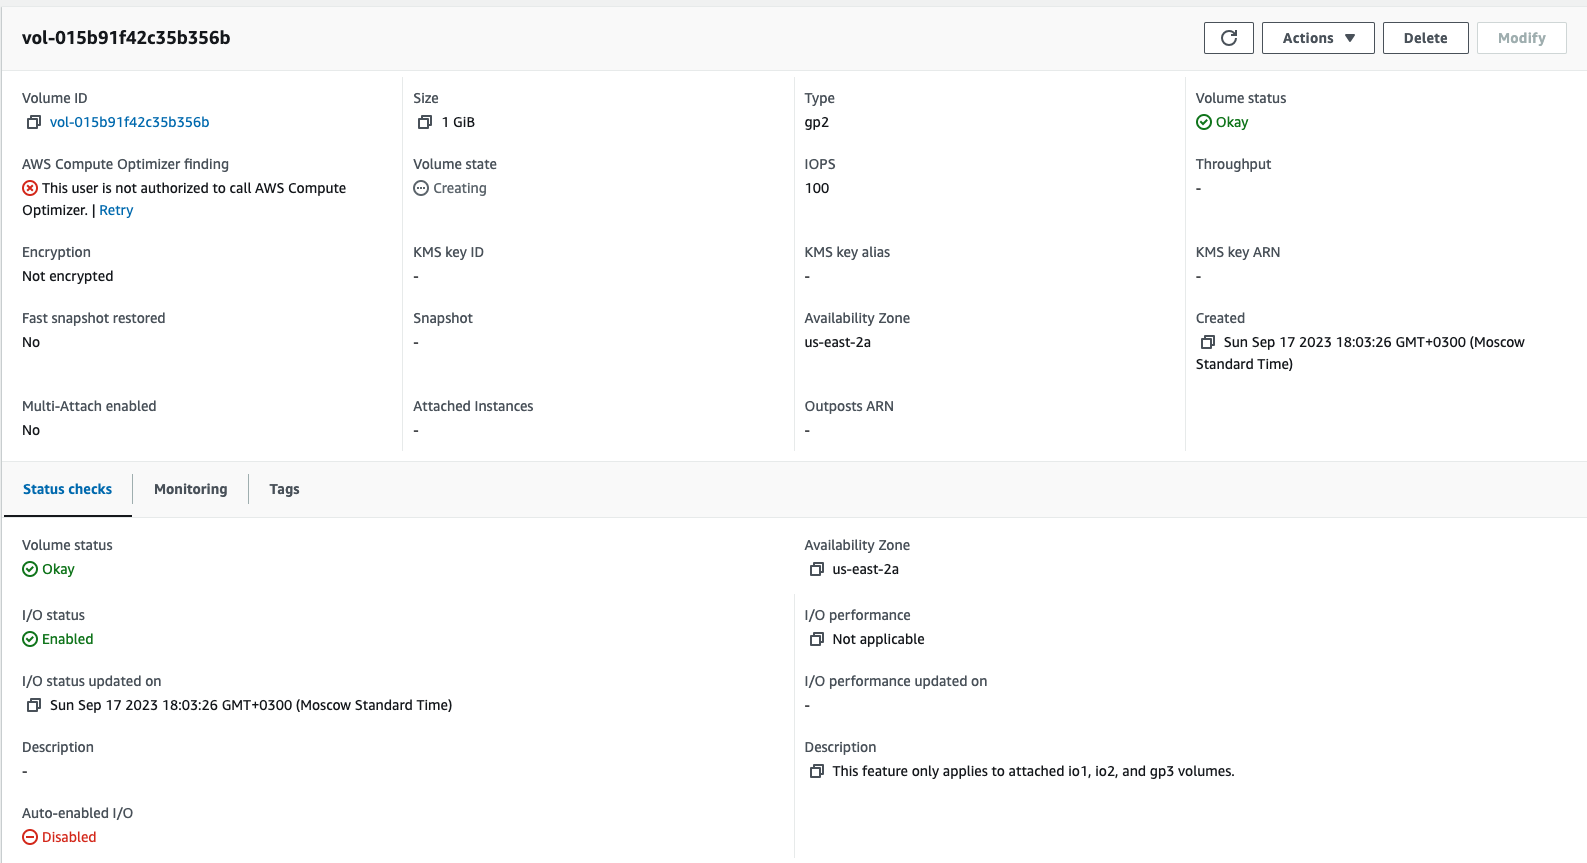 vol-015b91f42c35b356b
Actions
Delete
Modify
Volume ID
vol-015b91f42c35b356b
Size
1 GiB
Type
gp2
Volume status
Okay
AWS Compute Optimizer finding
This user is not authorized to call AWS Compute
Optimizer. | Retry
Volume state
Creating
IOPS
100
Throughput
-
Encryption
Not encrypted
KMS key ID
-
KMS key alias
-
KMS key ARN
-
Fast snapshot restored
No
Snapshot
-
Availability Zone
us-east-2a
Created
Sun Sep 17 2023 18:03:26 GMT+0300 (Moscow
Standard Time)
Multi-Attach enabled
No
Attached Instances
-
Outposts ARN
-
Status checks
Monitoring
Tags
Volume status
Okay
Availability Zone
us-east-2a
I/O status
Enabled
I/O performance
Not applicable
I/O status updated on
Sun Sep 17 2023 18:03:26 GMT+0300 (Moscow Standard Time)
I/O performance updated on
-
Description
-
Description
This feature only applies to attached io1, io2, and gp3 volumes.
Auto-enabled I/O
Disabled